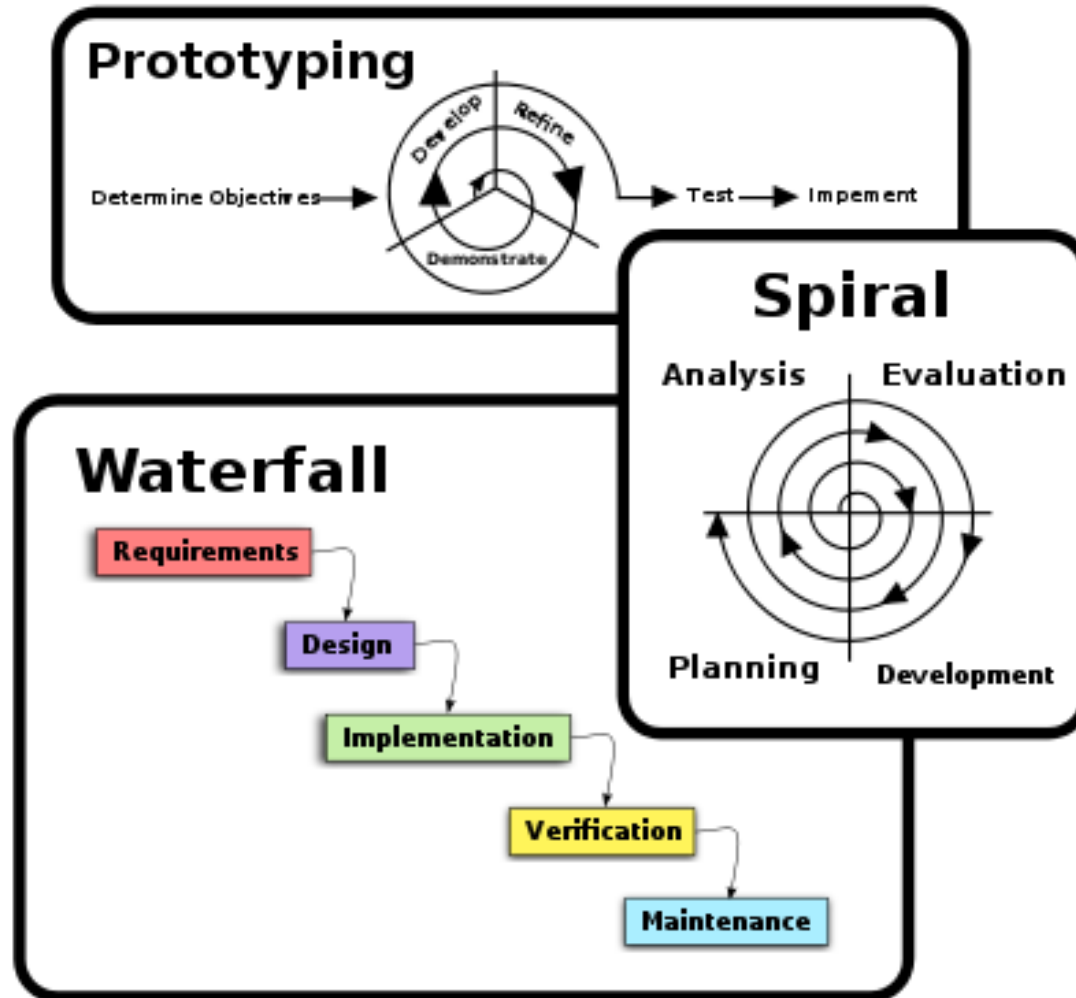 Prototyping
Develop
Refine
Determine Objectives
Test
Impement
Demonstrate
Spiral
Analysis
Evaluation
Planning
Development
Waterfall
Requirements
Design
Implementation
Verification
Maintenance